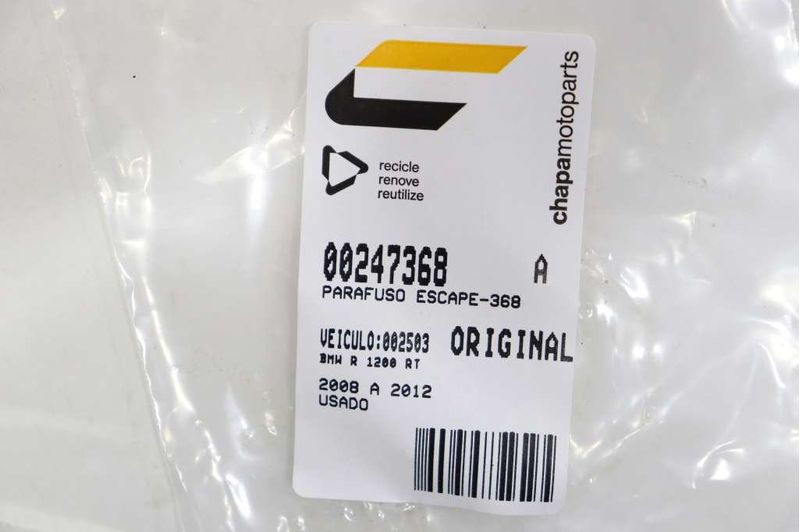 chapamotoparts
recicle
renove
reutilize
00247368 A
PARAFUSO ESCAPE-368
VEICULO:002503 ORIGINAL
BMW R 1200 RT
2008 A 2012
USADO